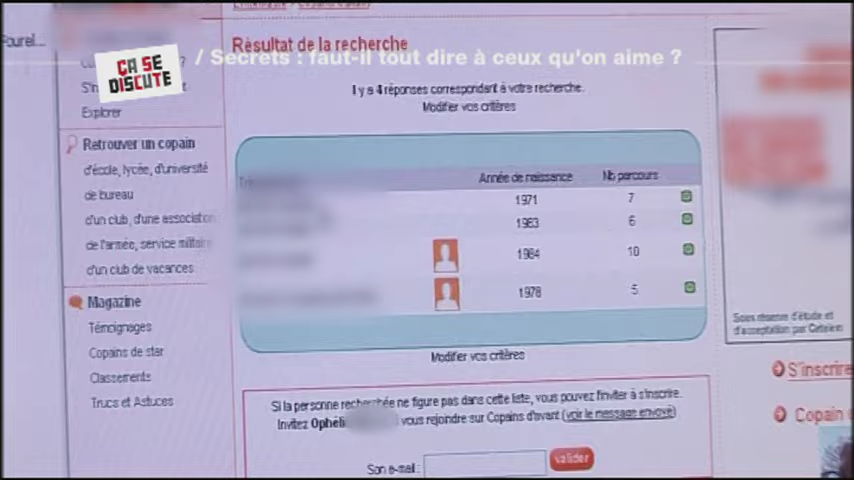 ÇA SE DISCUTE
/ Secrets : faut-il tout dire à ceux qu'on aime ?
Résultat de la recherche
Il y a 4 réponses correspondant à votre recherche.
Modifier vos critères
Explorer
Retrouver un copain
d'école, lycée, d'université
de bureau
d'un club, d'une association
de l'armée, service militaire
d'un club de vacances
Magazine
Témoignages
Copains de star
Classements
Trucs et Astuces
Année de naissance Nb parcours
1971 7
1983 6
1984 10
1978 5
Modifier vos critères
Si la personne recherchée ne figure pas dans cette liste, vous pouvez l'inviter à s'inscrire.
Invitez Ophéli vous rejoindre sur Copains d'avant (voir le message envoyé)
Son e-mail : valider
Sous réserve d'étude et
d'acceptation par Cetelem
S'inscrire
Copain